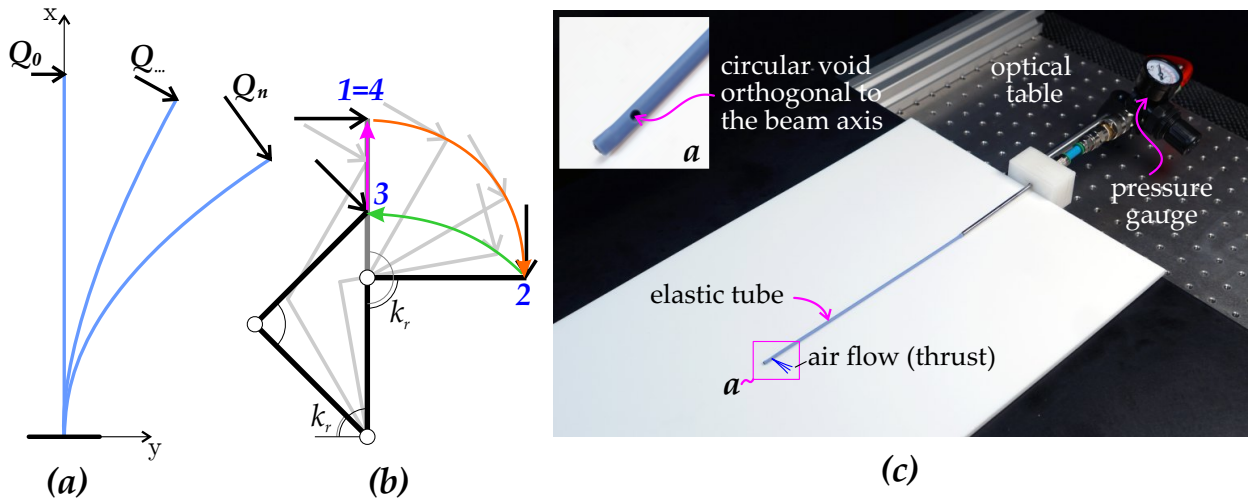 x
Q₀
Q...
Qₙ
y
(a)
1=4
3
2
kᵣ
kᵣ
(b)
circular void
orthogonal to
the beam axis
a
optical
table
pressure
gauge
elastic tube
air flow (thrust)
a
(c)